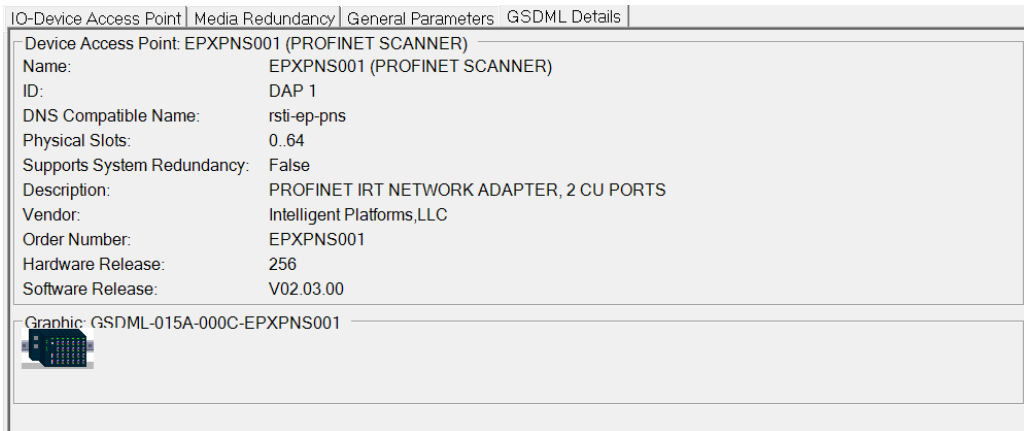 IO-Device Access Point Media Redundancy General Parameters GSDML Details
Device Access Point: EPXPNS001 (PROFINET SCANNER)
Name: EPXPNS001 (PROFINET SCANNER)
ID: DAP 1
DNS Compatible Name: rsti-ep-pns
Physical Slots: 0..64
Supports System Redundancy: False
Description: PROFINET IRT NETWORK ADAPTER, 2 CU PORTS
Vendor: Intelligent Platforms,LLC
Order Number: EPXPNS001
Hardware Release: 256
Software Release: V02.03.00
Graphic: GSDML-015A-000C-EPXPNS001